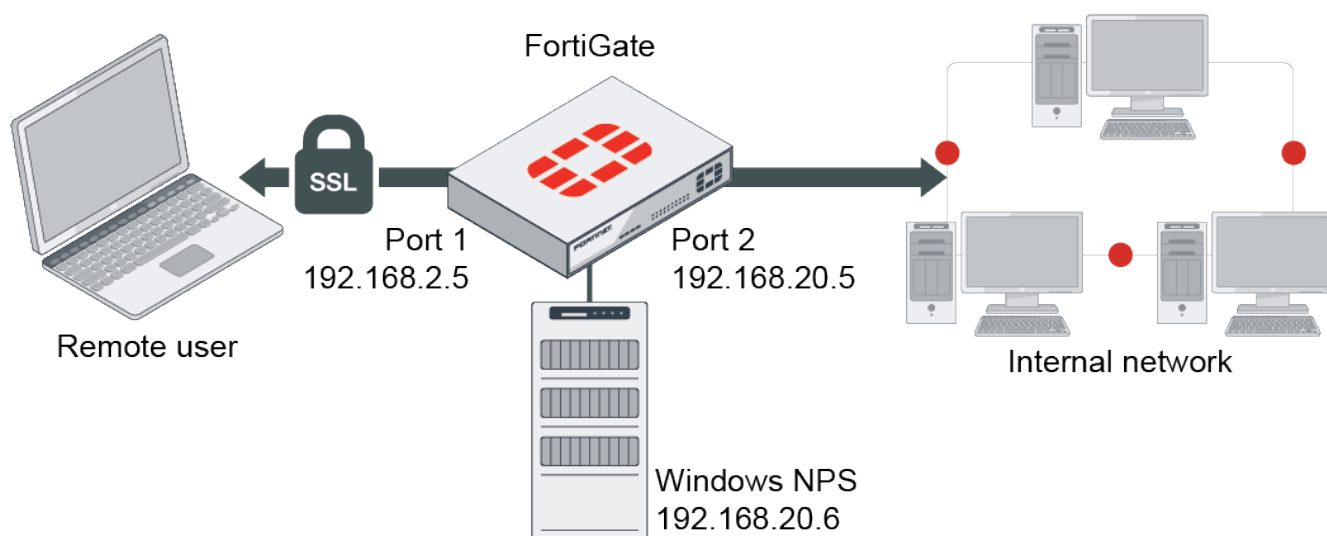 FortiGate
SSL
FORTINET
Port 1
192.168.2.5
Port 2
192.168.20.5
Remote user
Internal network
Windows NPS
192.168.20.6